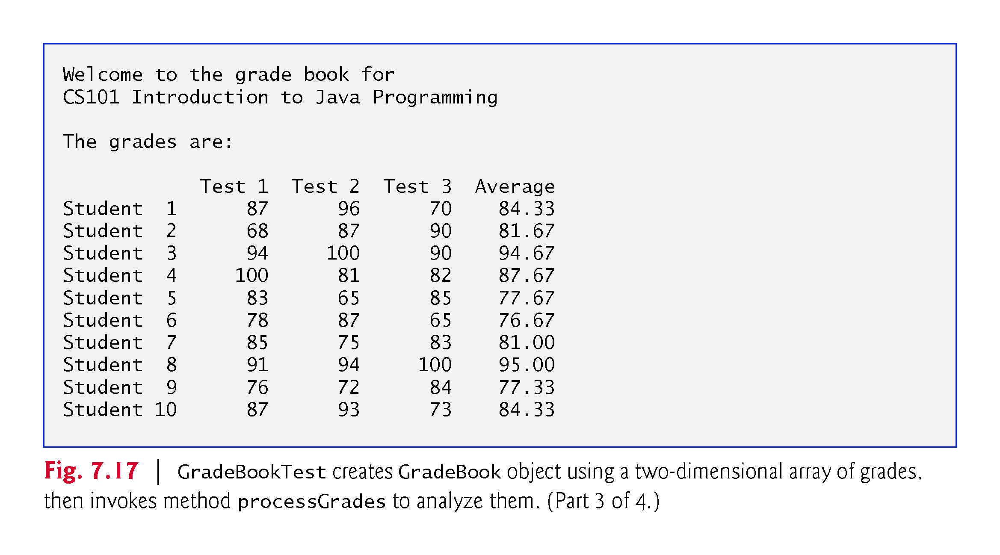 Welcome to the grade book for
CS101 Introduction to Java Programming
The grades are:
Test 1 Test 2 Test 3 Average
Student 1 87 96 70 84.33
Student 2 68 87 90 81.67
Student 3 94 100 90 94.67
Student 4 100 81 82 87.67
Student 5 83 65 85 77.67
Student 6 78 87 65 76.67
Student 7 85 75 83 81.00
Student 8 91 94 100 95.00
Student 9 76 72 84 77.33
Student 10 87 93 73 84.33
Fig. 7.17 | GradeBookTest creates GradeBook object using a two-dimensional array of grades,
then invokes method processGrades to analyze them. (Part 3 of 4.)